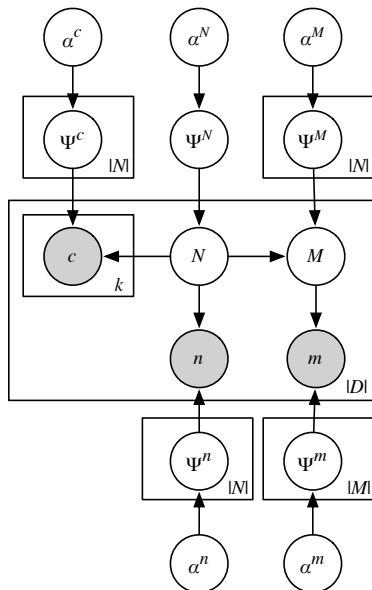 α^c α^N α^M
Ψ^c Ψ^N Ψ^M
|N| |N|
c N M
k
n m
|D|
Ψ^n Ψ^m
|N| |M|
α^n α^m